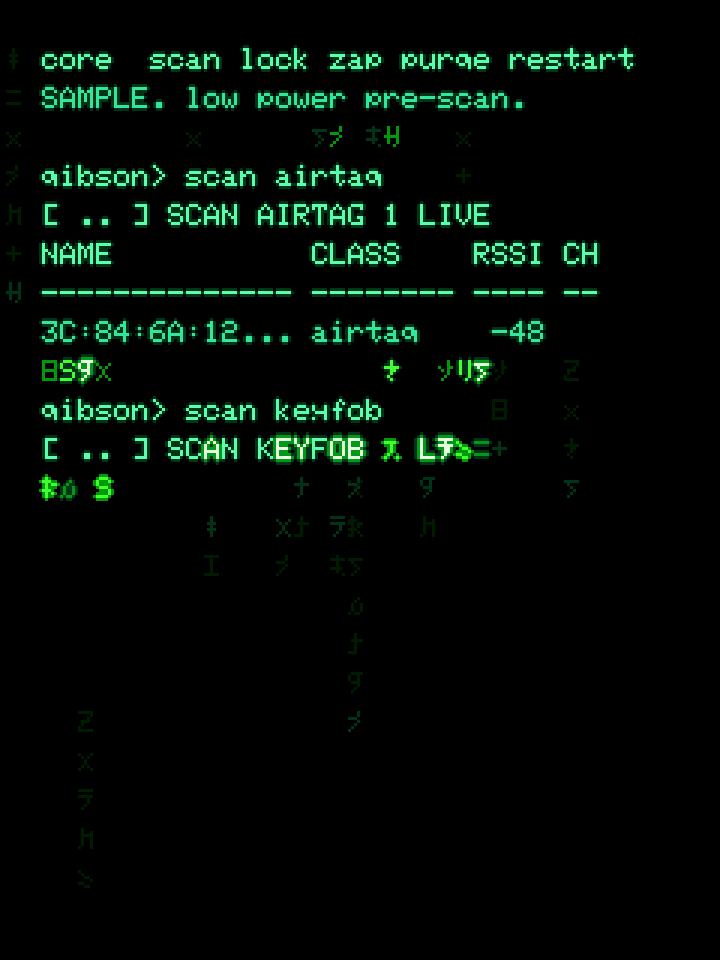 core  scan lock zap purge restart
SAMPLE. low power pre-scan.
gibson> scan airtag
[ .. ] SCAN AIRTAG 1 LIVE
NAME CLASS RSSI CH
-------------- -------- ---- --
3C:84:6A:12... airtag -48
gibson> scan keyfob
[ .. ] SCAN KEYFOB